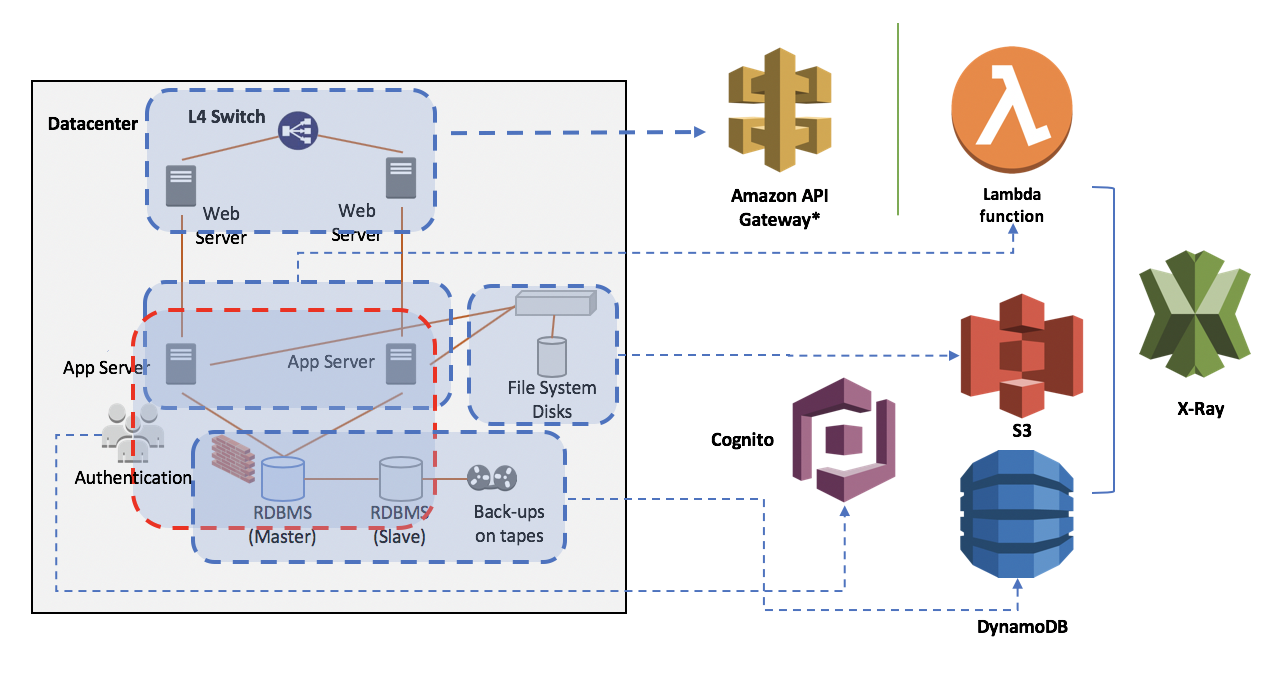 Datacenter
L4 Switch
Web
Server
Web
Server
App Server
App Server
File System
Disks
Authentication
RDBMS
(Master)
RDBMS
(Slave)
Back-ups
on tapes
Amazon API
Gateway*
Lambda
function
Cognito
S3
DynamoDB
X-Ray